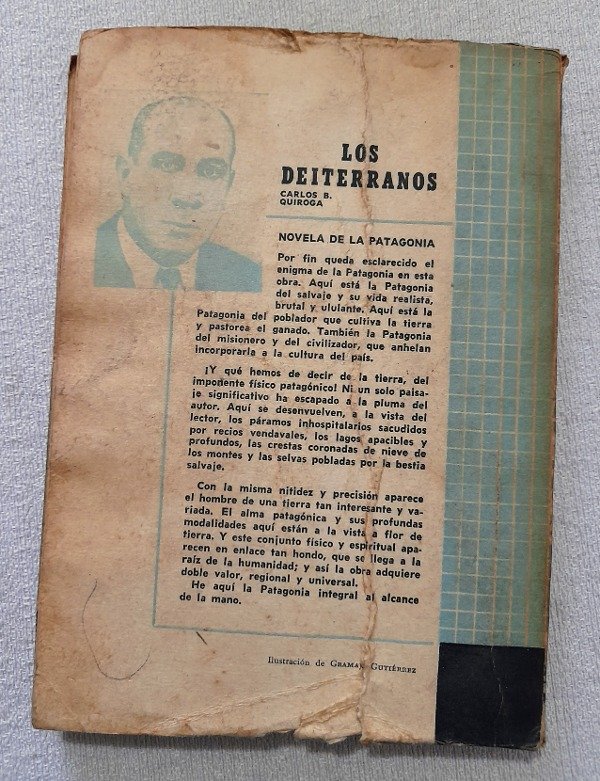 LOS
DEITERRANOS
CARLOS B.
QUIROGA
NOVELA DE LA PATAGONIA
Por fin queda esclarecido el
enigma de la Patagonia en esta
obra. Aquí está la Patagonia
del salvaje y su vida realista,
brutal y ululante. Aquí está la
Patagonia del poblador que cultiva la tierra
y pastorea el ganado. También la Patagonia
del misionero y del civilizador, que anhelan
incorporarla a la cultura del país.
¡Y qué hemos de decir de la tierra, del
imponente físico patagónico! Ni un solo paisa-
je significativo ha escapado a la pluma del
autor. Aquí se desenvuelven, a la vista del
lector, los páramos inhospitalarios sacudidos
por recios vendavales, los lagos apacibles y
profundos, las crestas coronadas de nieve de
los montes y las selvas pobladas por la bestia
salvaje.
Con la misma nitidez y precisión aparece
el hombre de una tierra tan interesante y va-
riada. El alma patagónica y sus profundas
modalidades aquí están a la vista a flor de
tierra. Y este conjunto físico y espiritual apa-
recen en enlace tan hondo, que se llega a la
raíz de la humanidad; y así la obra adquiere
doble valor, regional y universal.
He aquí la Patagonia integral al alcance
de la mano.
Ilustración de GRAMAJO GUTIÉRREZ